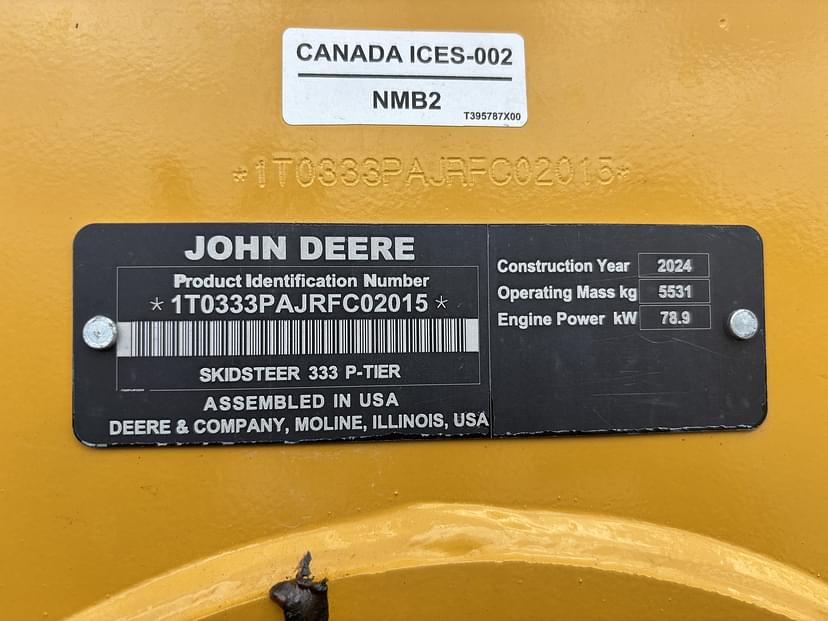 CANADA ICES-002
NMB2
T395787X00
*1T0333PAJRFC02015*
JOHN DEERE
Product Identification Number
*1T0333PAJRFC02015*
SKIDSTEER 333 P-TIER
ASSEMBLED IN USA
DEERE & COMPANY, MOLINE, ILLINOIS, USA
Construction Year 2024
Operating Mass kg 5531
Engine Power kW 78.9